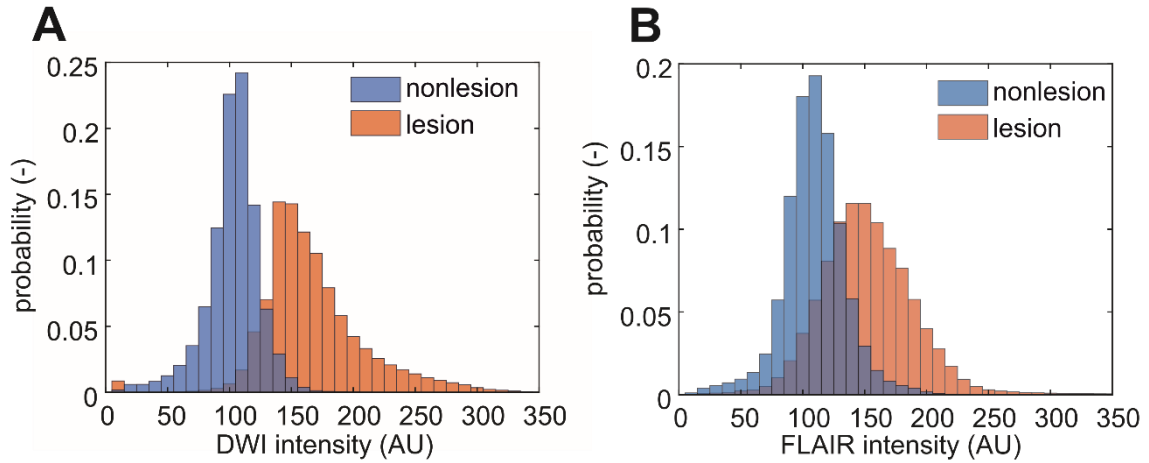 A
0.25
0.2
0.15
0.1
0.05
0
probability (-)
nonlesion
lesion
0 50 100 150 200 250 300 350
DWI intensity (AU)
B
0.2
0.15
0.1
0.05
0
probability (-)
nonlesion
lesion
0 50 100 150 200 250 300 350
FLAIR intensity (AU)